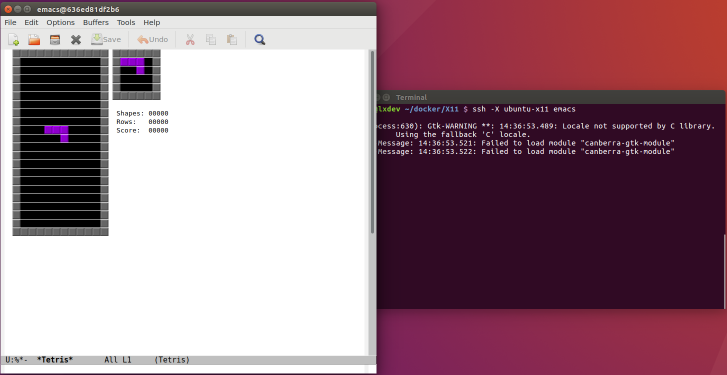 emacs@636ed81df2b6
File Edit Options Buffers Tools Help
Save Undo
Shapes: 00000
Rows: 00000
Score: 00000
U:%*- *Tetris* All L1 (Tetris)
Terminal
~/docker/X11 $ ssh -X ubuntu-x11 emacs
Gtk-WARNING **: 14:36:53.489: Locale not supported by C library.
Using the fallback 'C' locale.
Message: 14:36:53.521: Failed to load module "canberra-gtk-module"
Message: 14:36:53.522: Failed to load module "canberra-gtk-module"